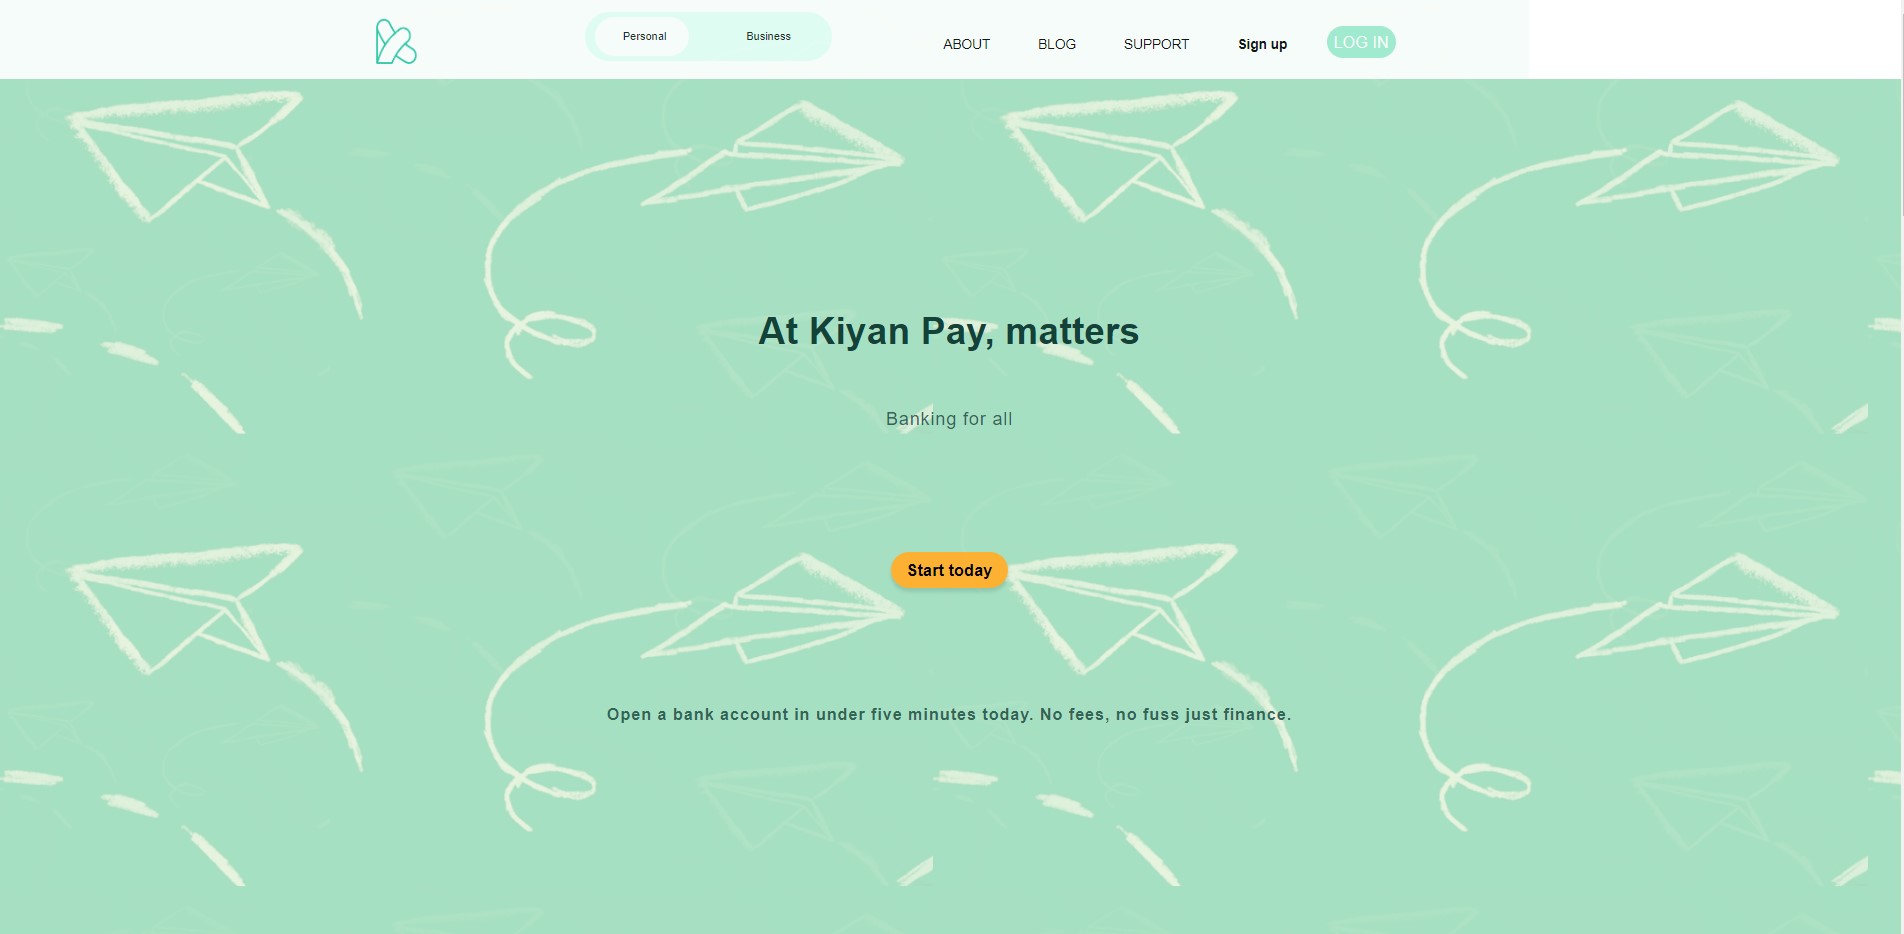 Personal
Business
ABOUT
BLOG
SUPPORT
Sign up
LOG IN
At Kiyan Pay, matters
Banking for all
Start today
Open a bank account in under five minutes today. No fees, no fuss just finance.